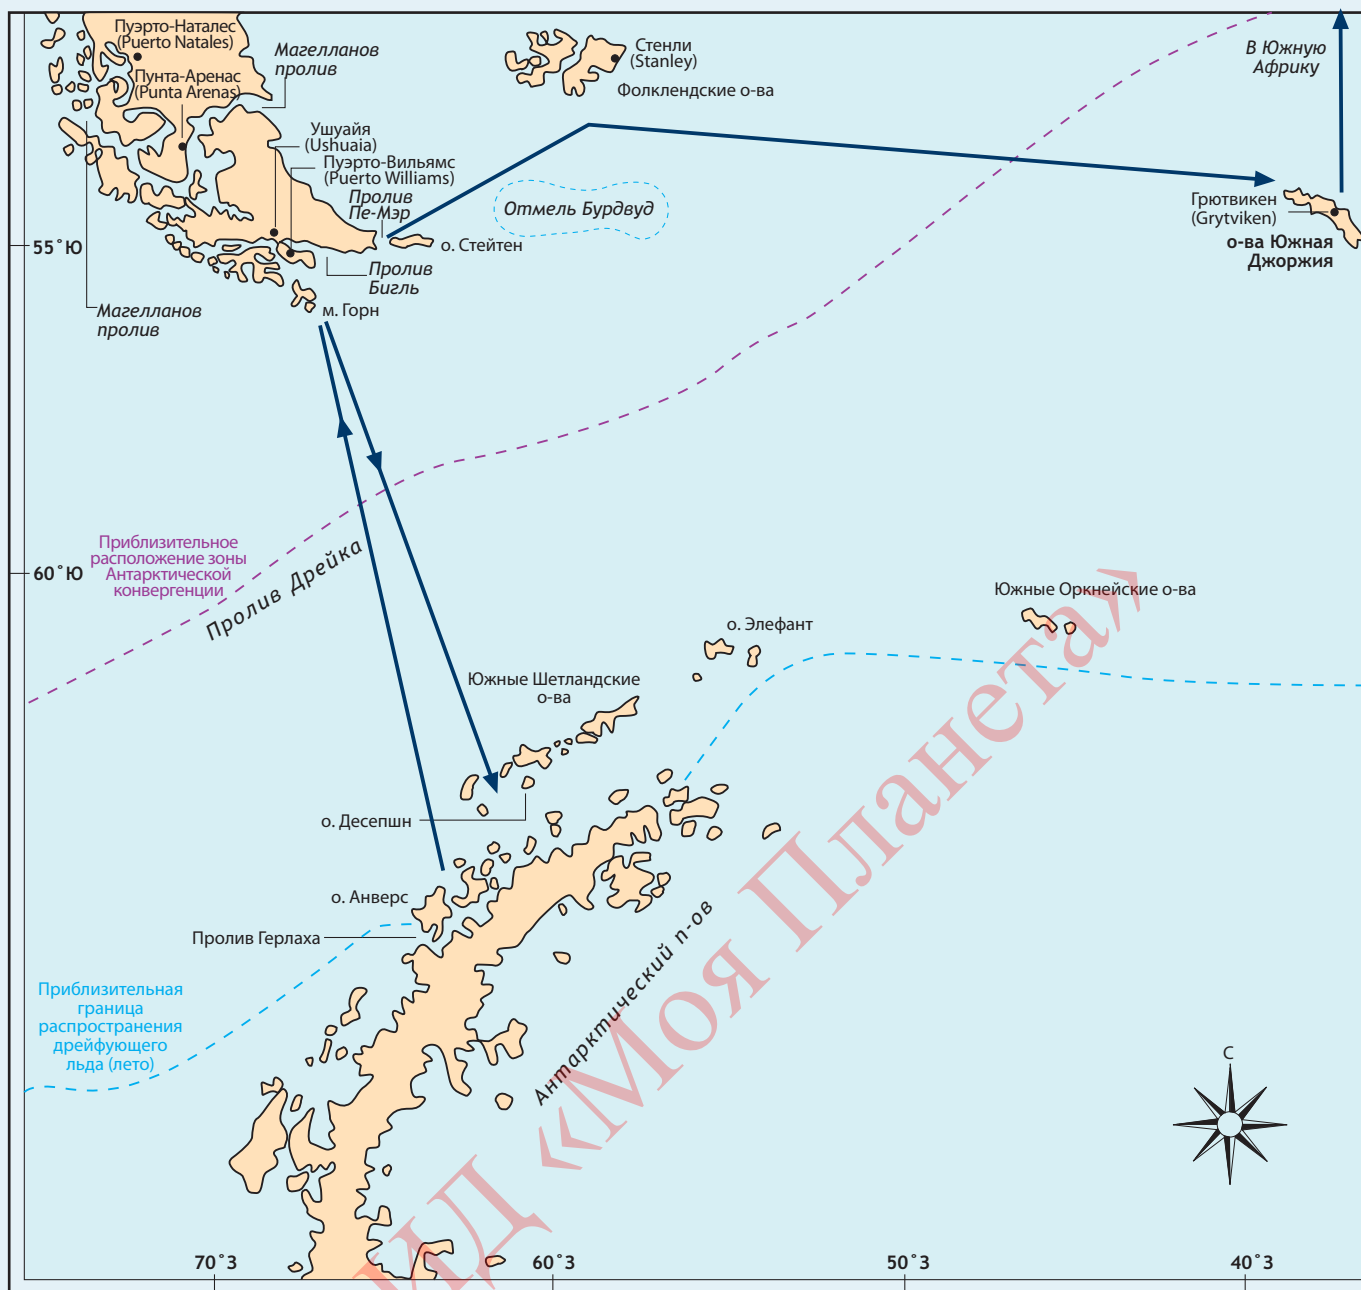 Пуэрто-Наталес
(Puerto Natales)
Магелланов
пролив
Пунта-Аренас
(Punta Arenas)
Стенли
(Stanley)
Фолклендские о-ва
В Южную
Африку
Ушуайя
(Ushuaia)
Пуэрто-Вильямс
(Puerto Williams)
Пролив
Пе-Мэр
Отмель Бурдвуд
Грютвикен
(Grytviken)
о-ва Южная
Джоржия
55˚Ю
о. Стейтен
Пролив
Бигль
Магелланов
пролив
м. Горн
Приблизительное
расположение зоны
Антарктической
конвергенции
60˚Ю
Пролив Дрейка
Южные Оркнейские о-ва
о. Элефант
Южные Шетландские
о-ва
о. Десепшн
о. Анверс
Пролив Герлаха
Антарктический п-ов
Приблизительная
граница
распространения
дрейфующего
льда (лето)
С
ИД «Моя Планета»
70˚З
60˚З
50˚З
40˚З